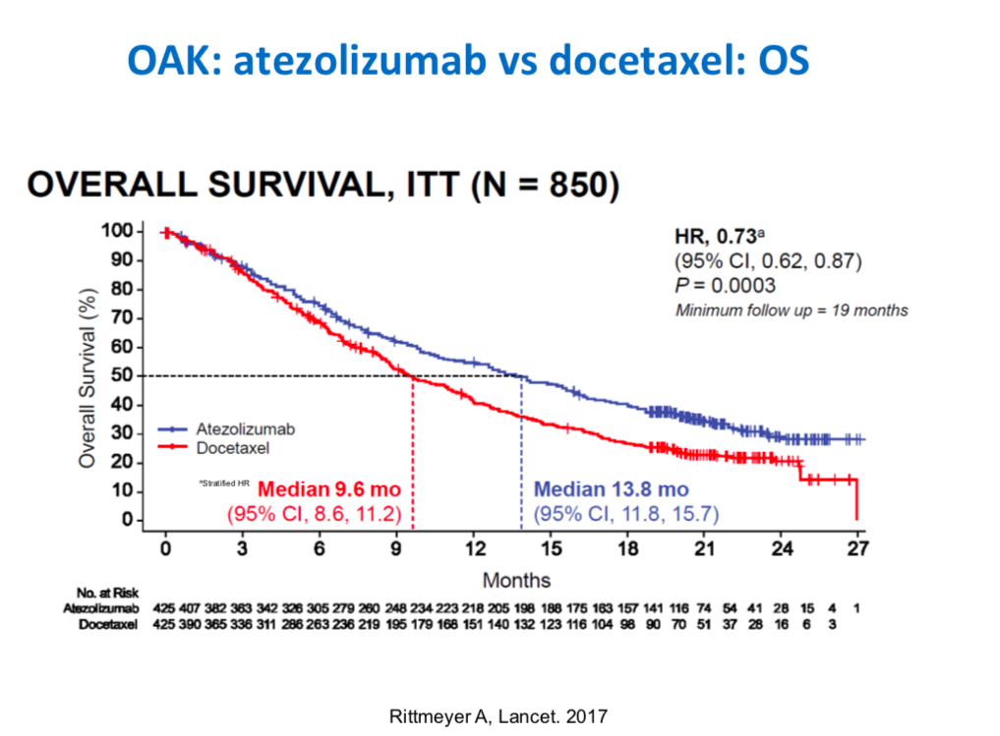 OAK: atezolizumab vs docetaxel: OS
OVERALL SURVIVAL, ITT (N = 850)
HR, 0.73ª
(95% CI, 0.62, 0.87)
P = 0.0003
Minimum follow up = 19 months
Overall Survival (%)
100
90
80
70
60
50
40
30
20
10
0
Atezolizumab
Docetaxel
ªStratified HR
Median 9.6 mo
(95% CI, 8.6, 11.2)
Median 13.8 mo
(95% CI, 11.8, 15.7)
0 3 6 9 12 15 18 21 24 27
Months
No. at Risk
Atezolizumab 425 407 382 363 342 326 305 279 260 248 234 223 218 205 198 188 175 163 157 141 116 74 54 41 28 15 4 1
Docetaxel 425 390 365 336 311 286 263 236 219 195 179 168 151 140 132 123 116 104 98 90 70 51 37 28 16 6 3
Rittmeyer A, Lancet. 2017